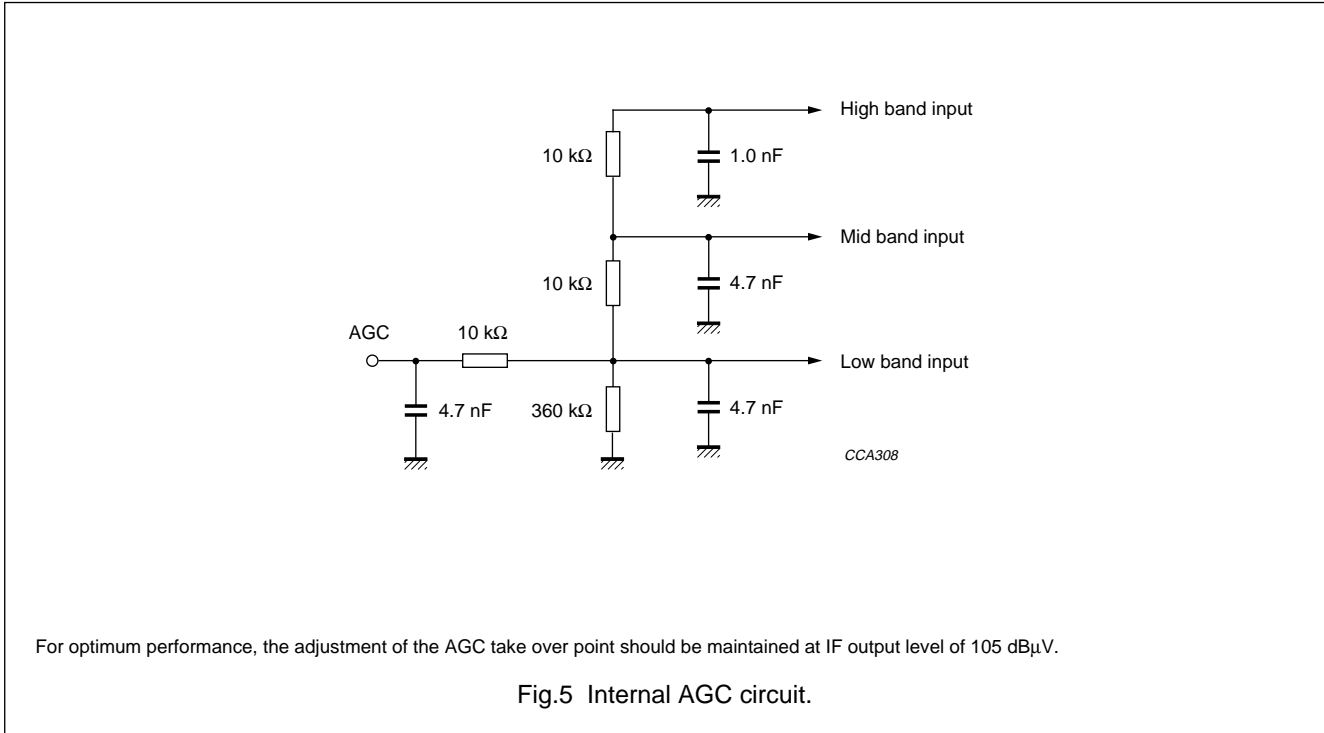 High band input
10 kΩ
1.0 nF
Mid band input
10 kΩ
4.7 nF
AGC
10 kΩ
Low band input
4.7 nF
360 kΩ
4.7 nF
CCA308
For optimum performance, the adjustment of the AGC take over point should be maintained at IF output level of 105 dBμV.
Fig.5 Internal AGC circuit.